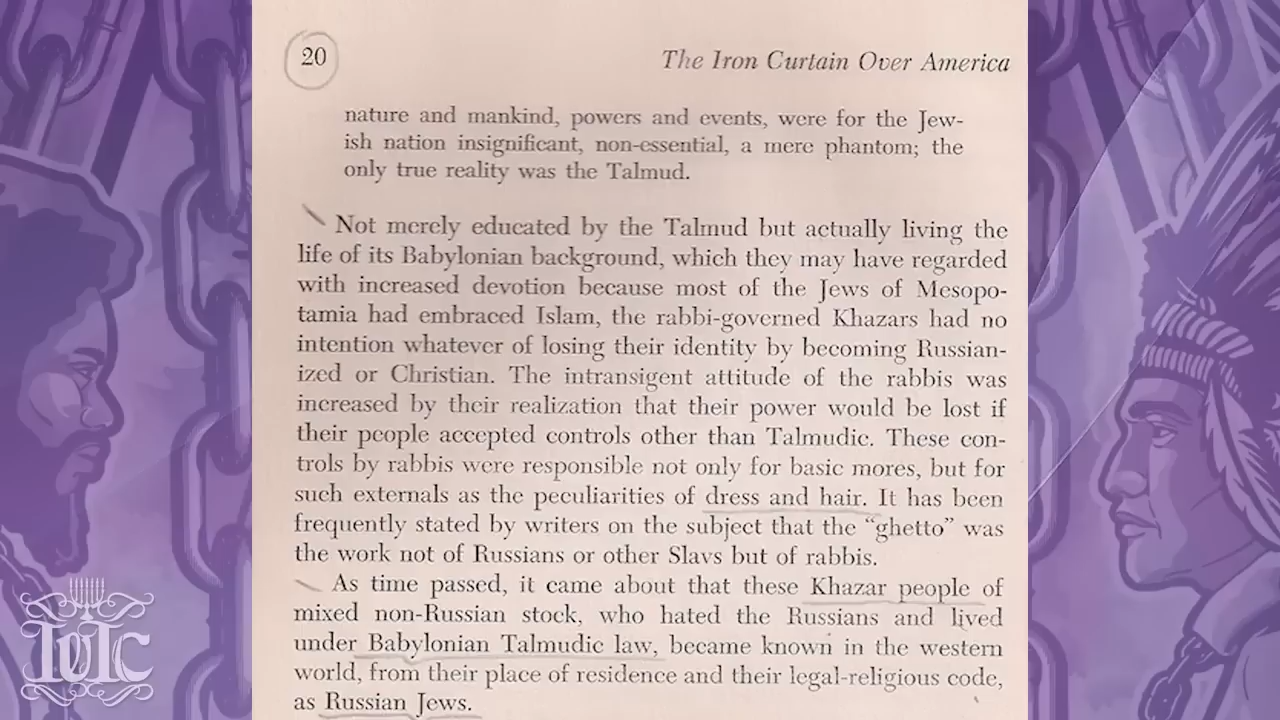 20
The Iron Curtain Over America
nature and mankind, powers and events, were for the Jew-
ish nation insignificant, non-essential, a mere phantom; the
only true reality was the Talmud.
Not merely educated by the Talmud but actually living the
life of its Babylonian background, which they may have regarded
with increased devotion because most of the Jews of Mesopo-
tamia had embraced Islam, the rabbi-governed Khazars had no
intention whatever of losing their identity by becoming Russian-
ized or Christian. The intransigent attitude of the rabbis was
increased by their realization that their power would be lost if
their people accepted controls other than Talmudic. These con-
trols by rabbis were responsible not only for basic mores, but for
such externals as the peculiarities of dress and hair. It has been
frequently stated by writers on the subject that the “ghetto” was
the work not of Russians or other Slavs but of rabbis.
As time passed, it came about that these Khazar people of
mixed non-Russian stock, who hated the Russians and lived
under Babylonian Talmudic law, became known in the western
world, from their place of residence and their legal-religious code,
as Russian Jews.
IUIC